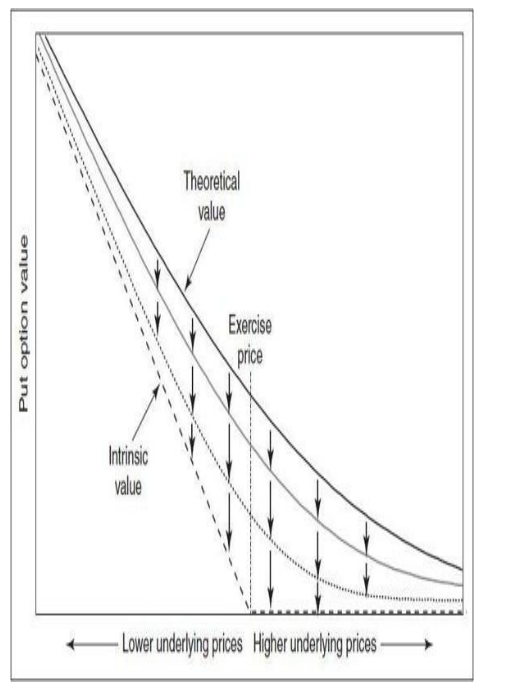 Theoretical
value
Exercise
price
Put option value
Intrinsic
value
Lower underlying prices Higher underlying prices